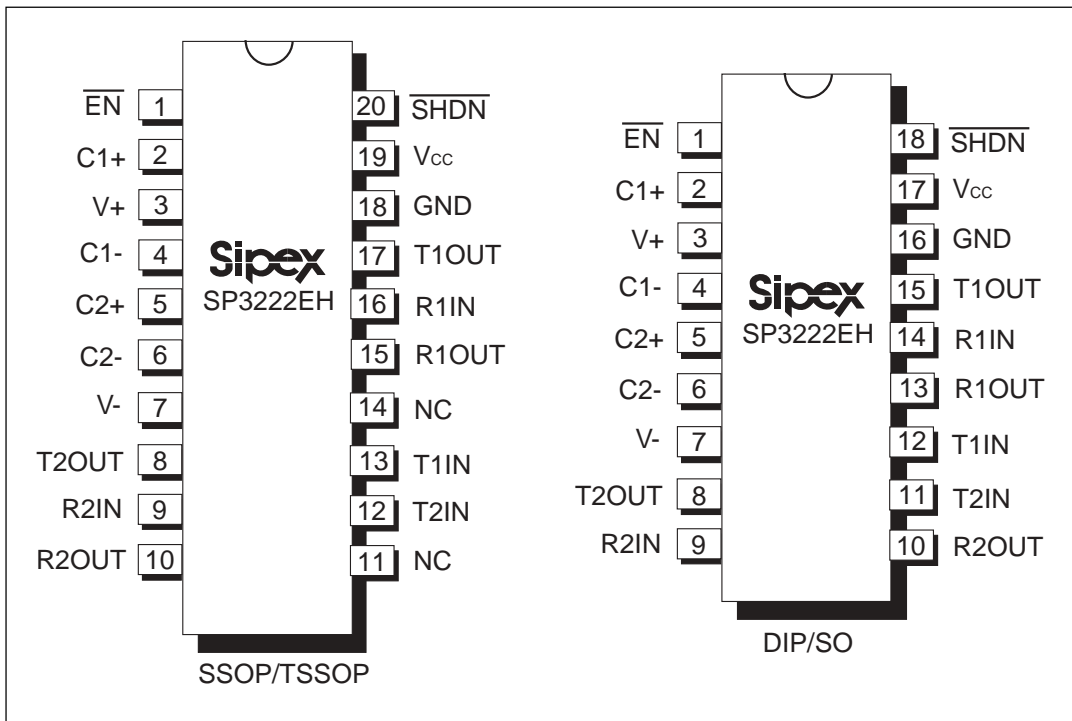 EN 1 20 SHDN
C1+ 2 19 Vcc
V+ 3 18 GND
C1- 4 17 T1OUT
C2+ 5 16 R1IN
C2- 6 15 R1OUT
V- 7 14 NC
T2OUT 8 13 T1IN
R2IN 9 12 T2IN
R2OUT 10 11 NC
Sipex
SP3222EH
SSOP/TSSOP
EN 1 18 SHDN
C1+ 2 17 Vcc
V+ 3 16 GND
C1- 4 15 T1OUT
C2+ 5 14 R1IN
C2- 6 13 R1OUT
V- 7 12 T1IN
T2OUT 8 11 T2IN
R2IN 9 10 R2OUT
Sipex
SP3222EH
DIP/SO